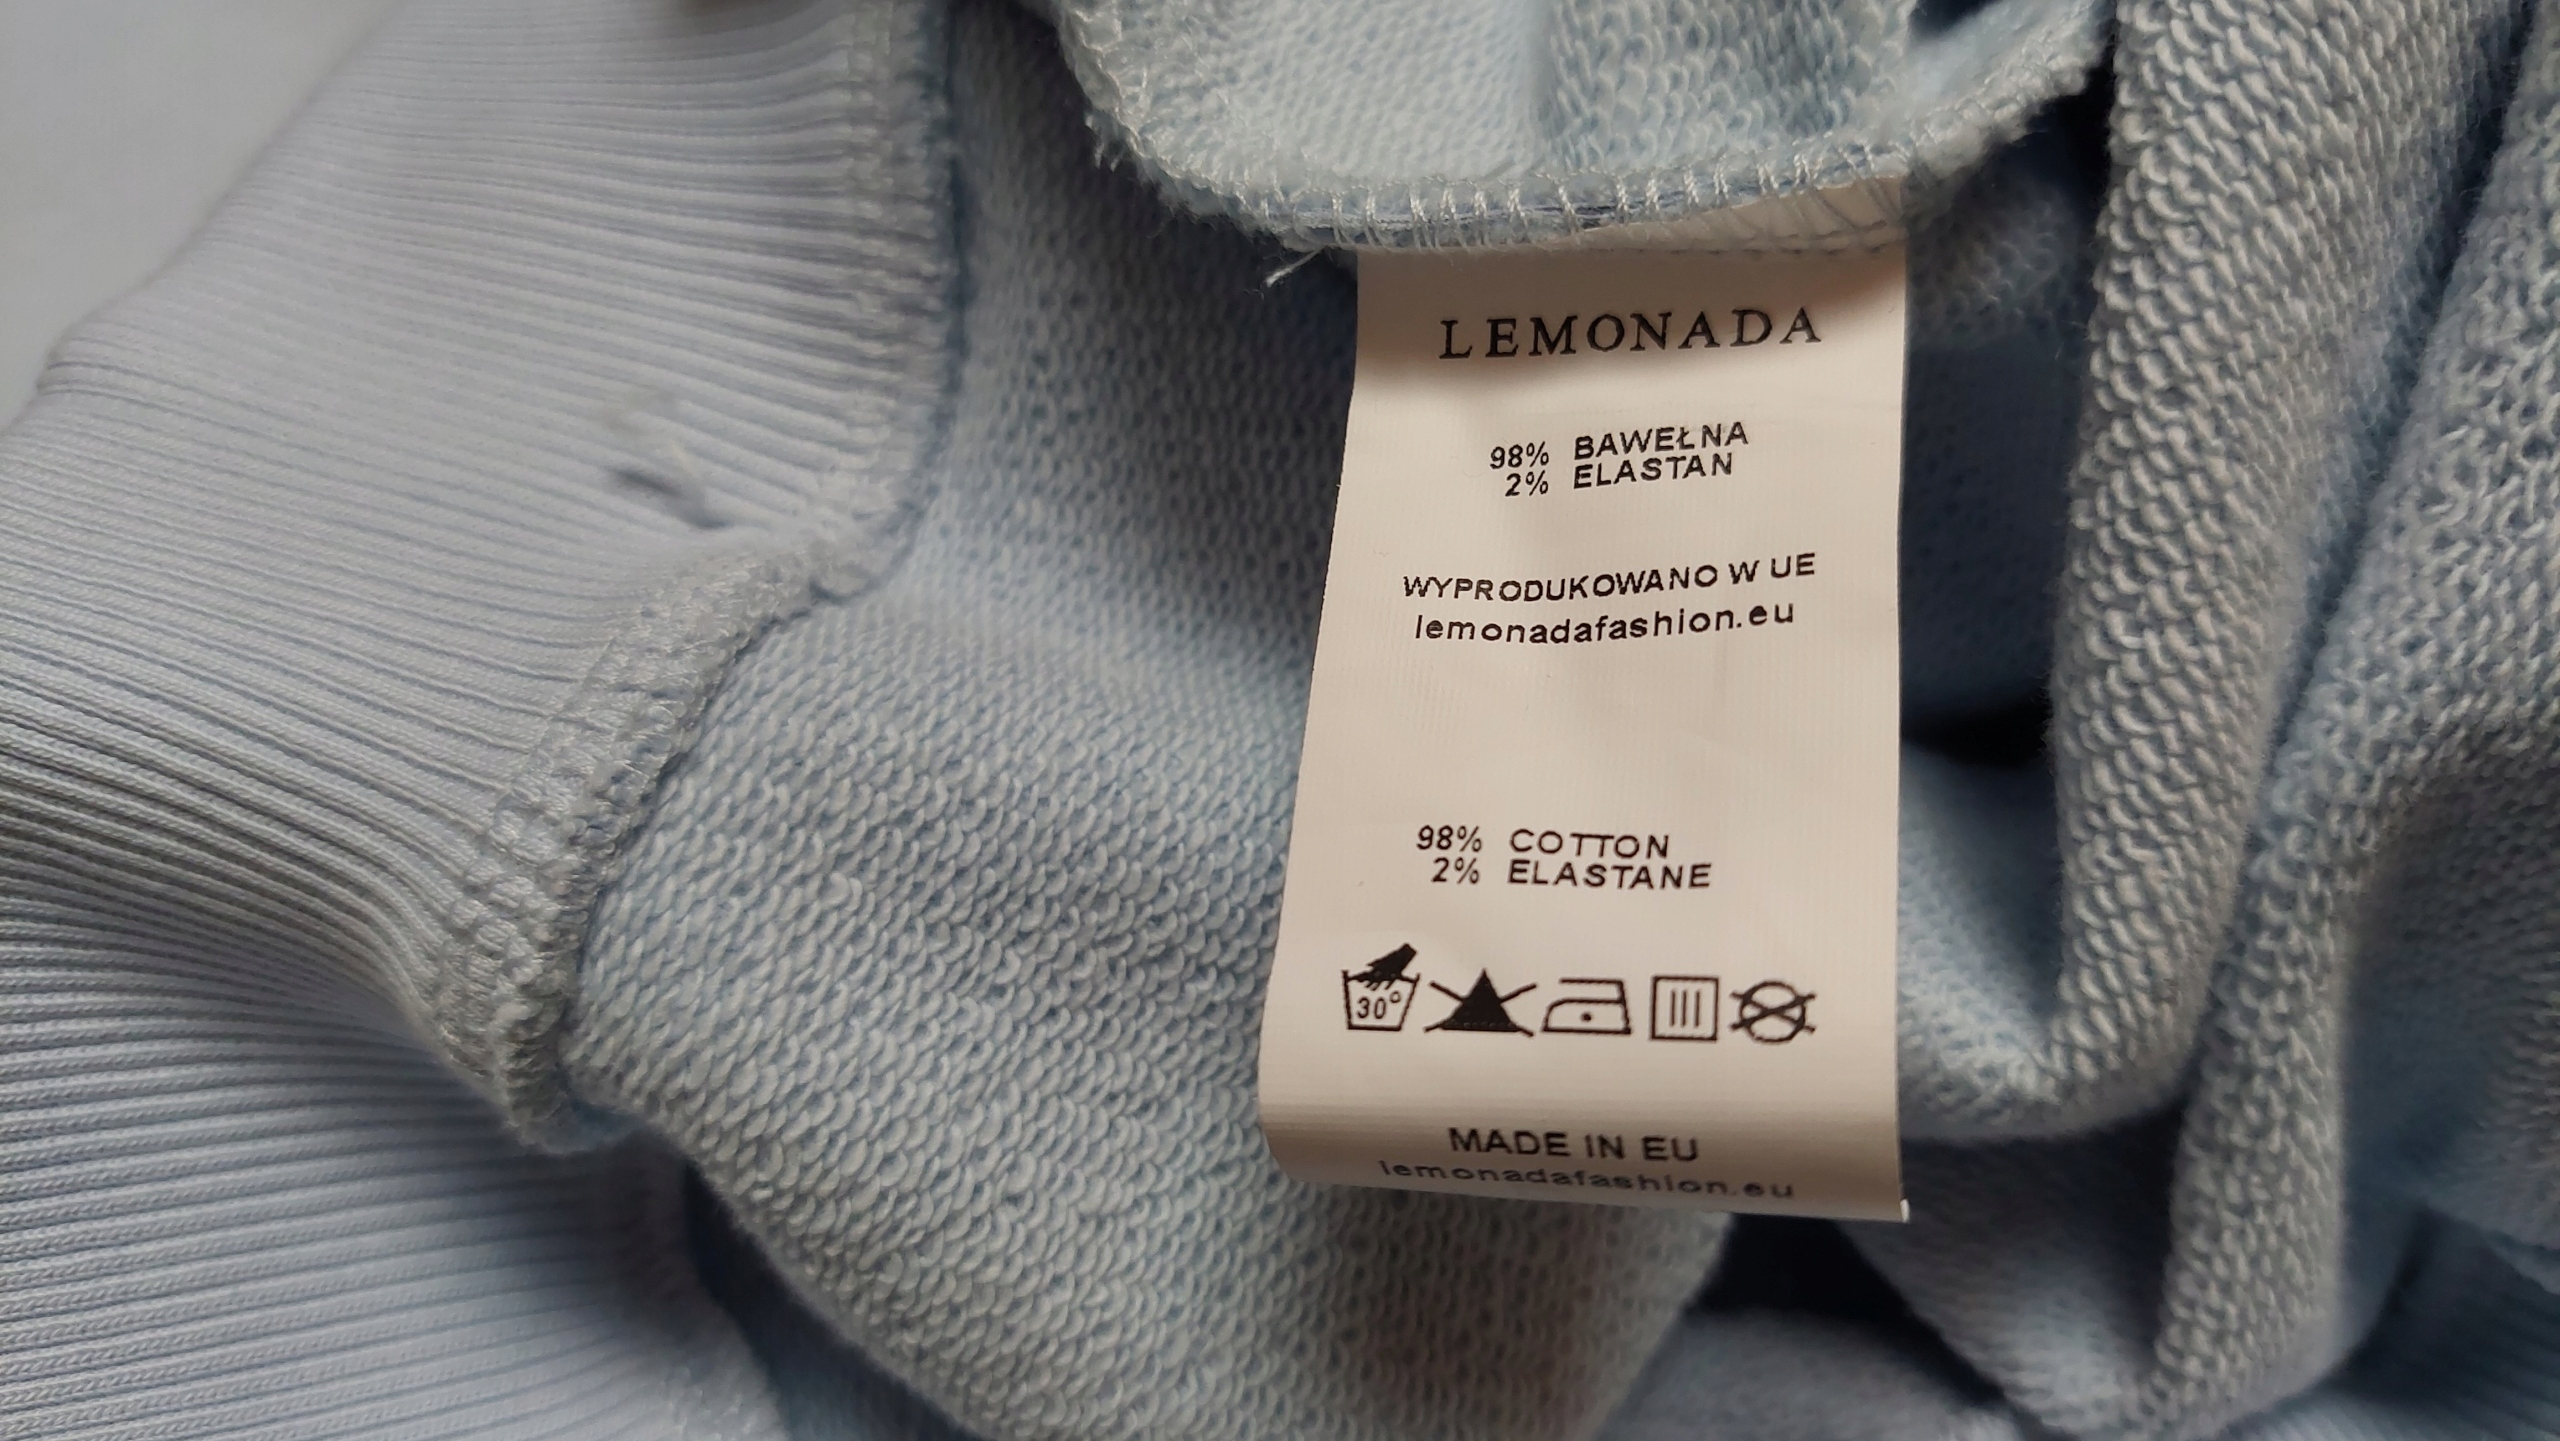 LEMONADA
98% BAWEŁNA
2% ELASTAN
WYPRODUKOWANO W UE
lemonadafashion.eu
98% COTTON
2% ELASTANE
30°
MADE IN EU
lemonadafashion.eu